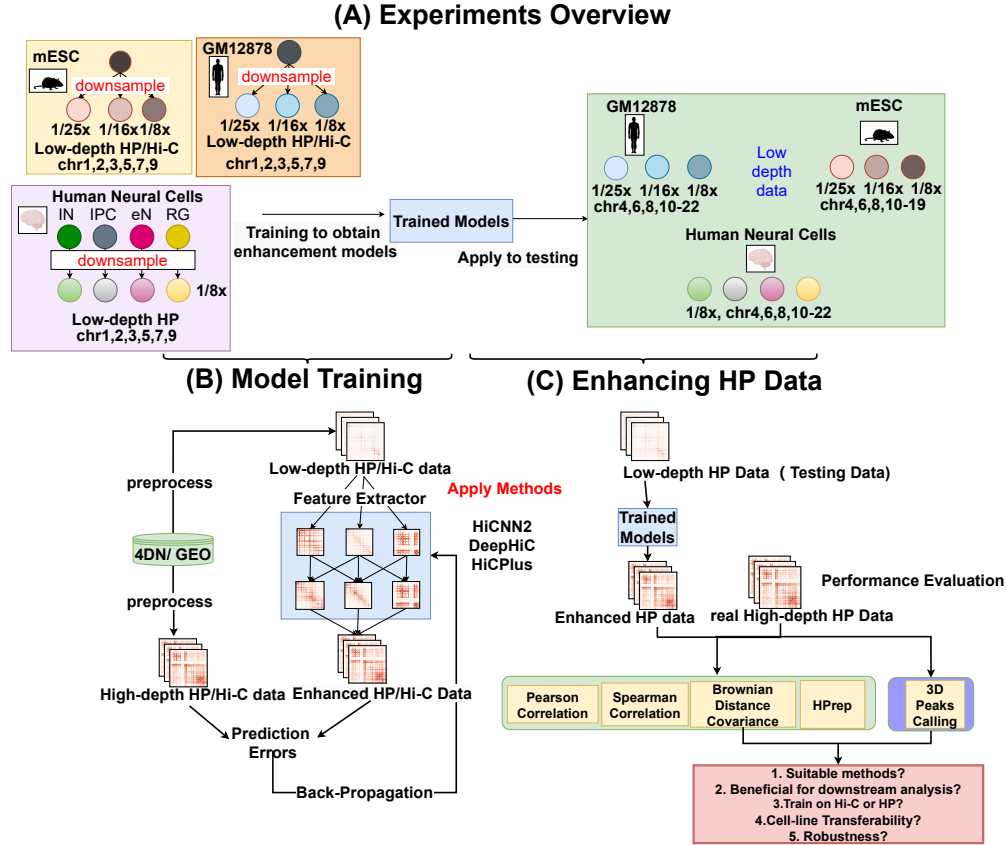 (A) Experiments Overview
mESC
downsample
1/25x 1/16x 1/8x
Low-depth HP/Hi-C
chr1,2,3,5,7,9
GM12878
downsample
1/25x 1/16x 1/8x
Low-depth HP/Hi-C
chr1,2,3,5,7,9
Human Neural Cells
IN IPC eN RG
downsample
1/8x
Low-depth HP
chr1,2,3,5,7,9
Training to obtain
enhancement models
Trained Models
Apply to testing
GM12878
1/25x 1/16x 1/8x
chr4,6,8,10-22
Low
depth
data
mESC
1/25x 1/16x 1/8x
chr4,6,8,10-19
Human Neural Cells
1/8x, chr4,6,8,10-22
(B) Model Training
Low-depth HP/Hi-C data
preprocess
Feature Extractor
Apply Methods
HiCNN2
DeepHiC
HiCPlus
4DN/ GEO
preprocess
High-depth HP/Hi-C data
Enhanced HP/Hi-C Data
Prediction
Errors
Back-Propagation
(C) Enhancing HP Data
Low-depth HP Data ( Testing Data)
Trained
Models
Performance Evaluation
Enhanced HP data
real High-depth HP Data
Pearson
Correlation
Spearman
Correlation
Brownian
Distance
Covariance
HPrep
3D
Peaks
Calling
1. Suitable methods?
2. Beneficial for downstream analysis?
3.Train on Hi-C or HP?
4.Cell-line Transferability?
5. Robustness?